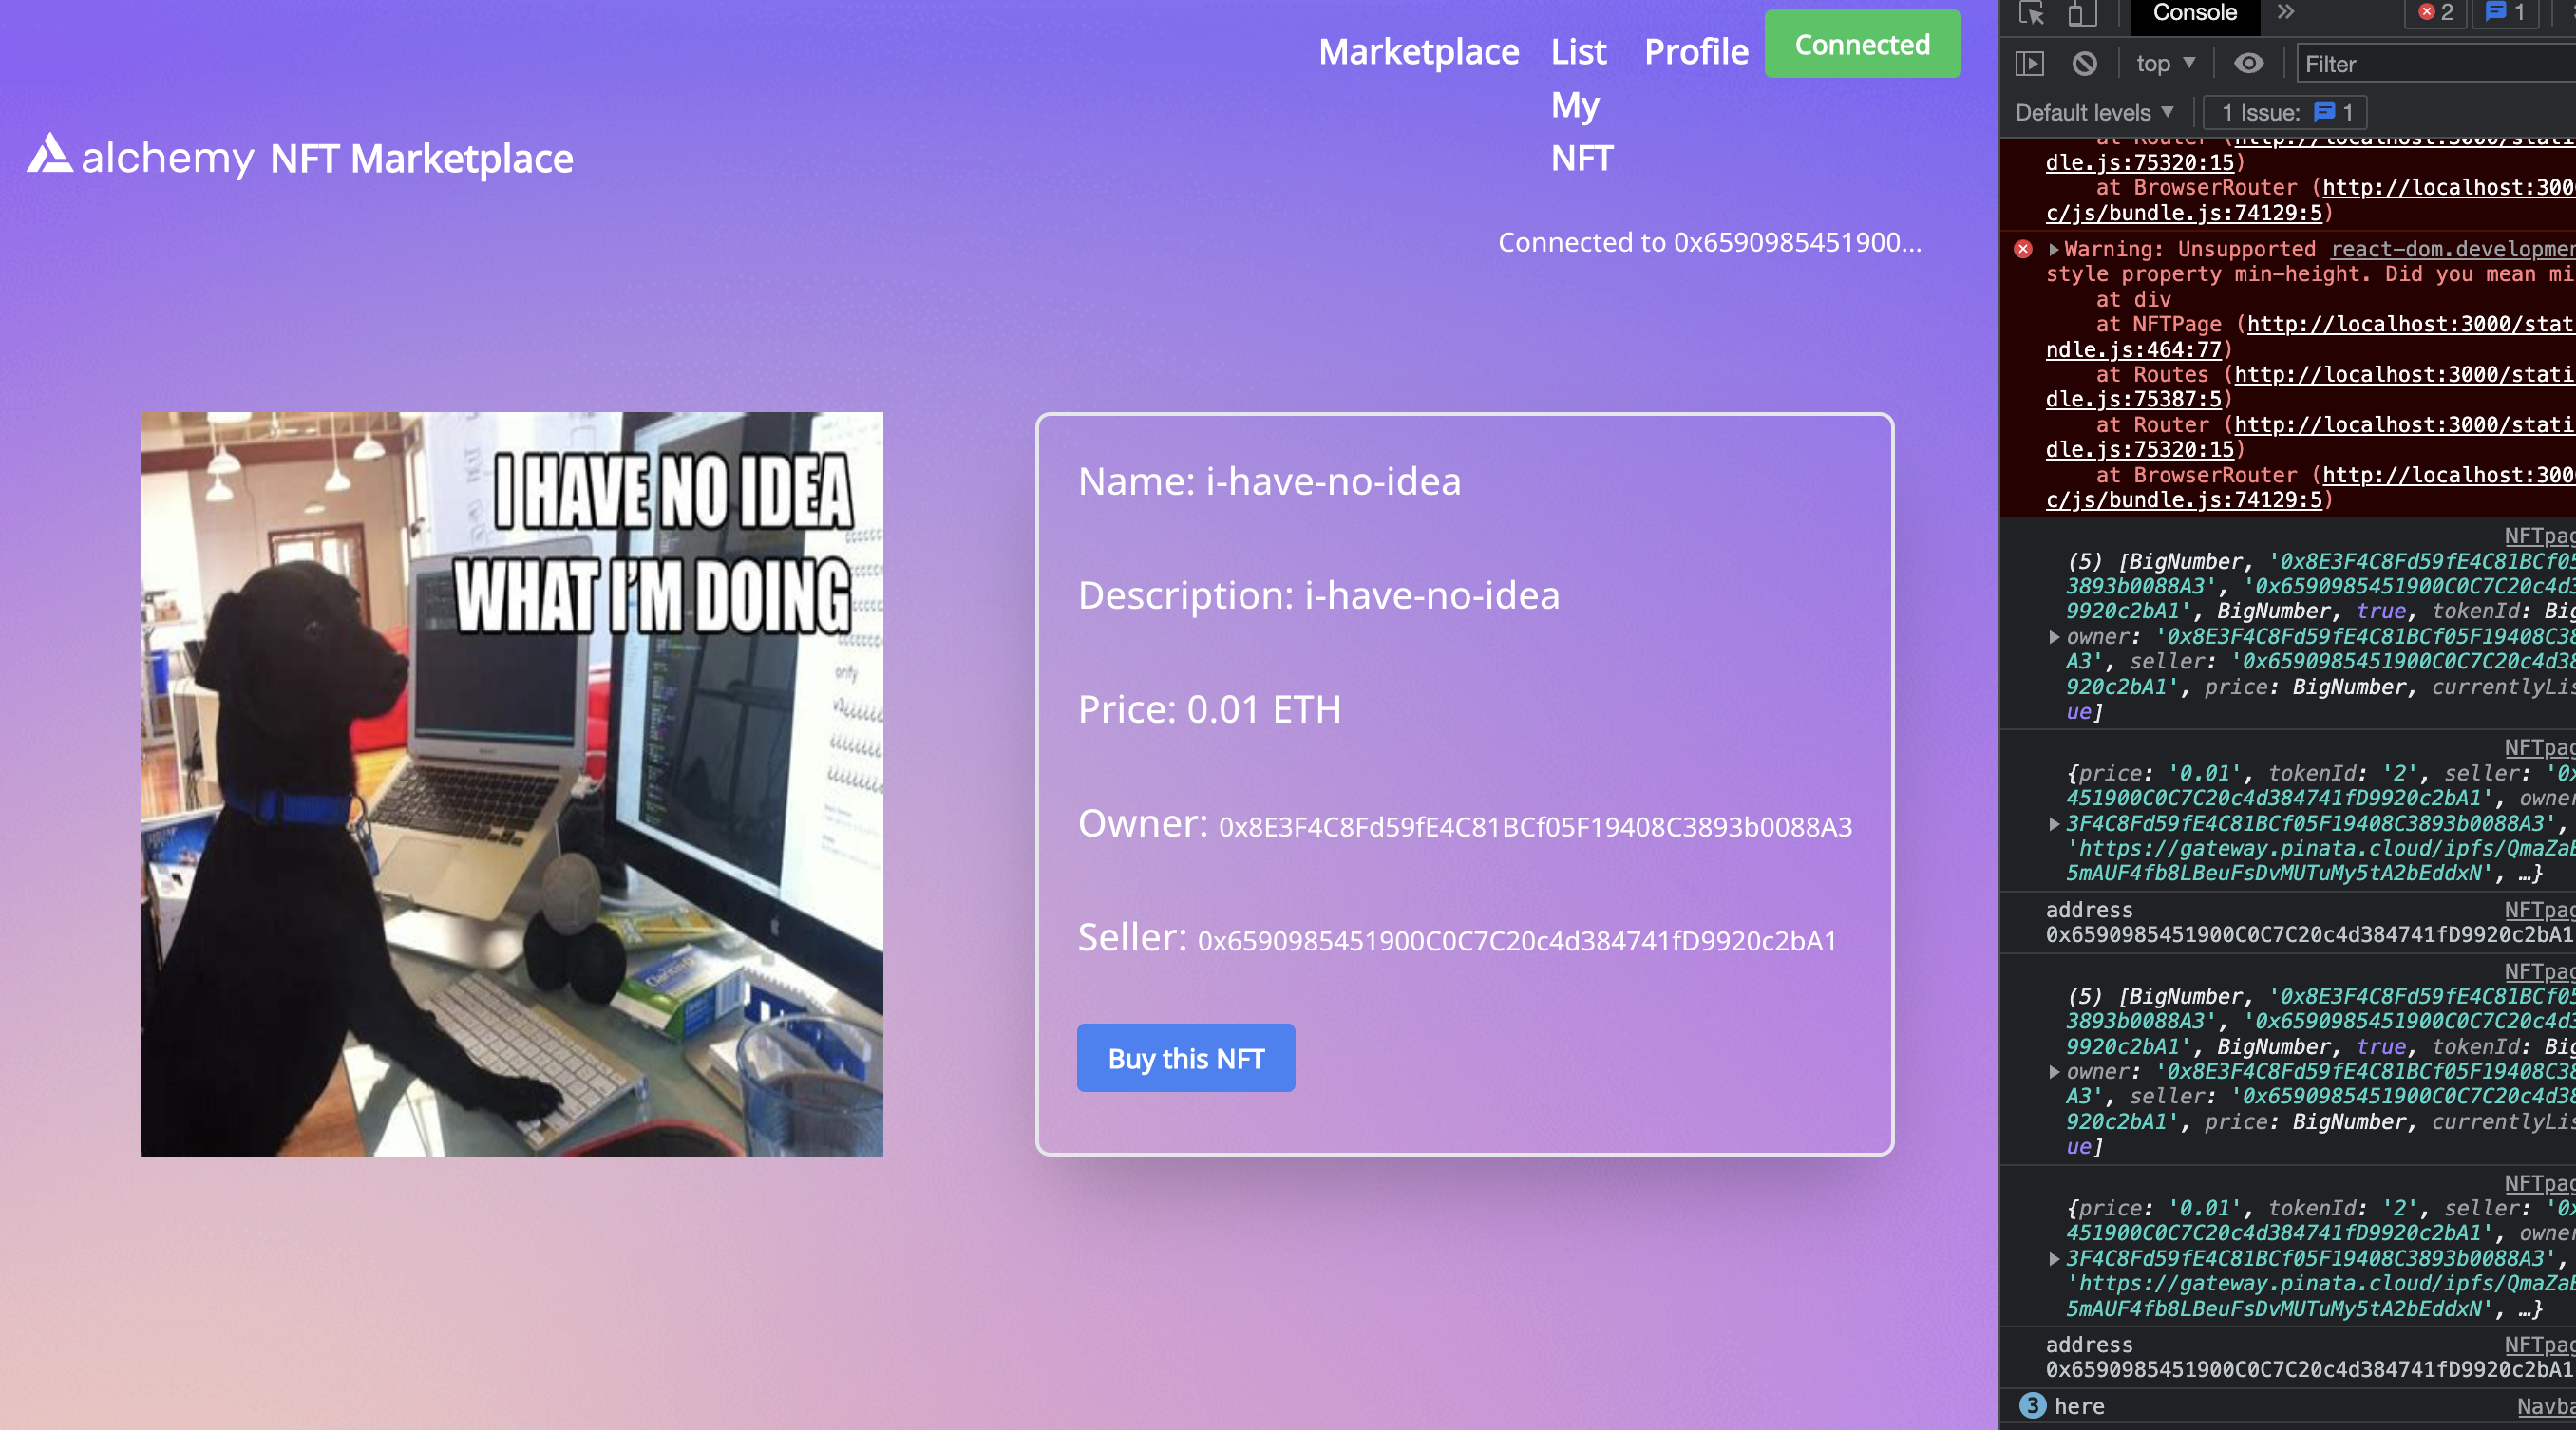 Marketplace List My NFT Profile Connected
alchemy NFT Marketplace
Connected to 0x6590985451900...
I HAVE NO IDEA
WHAT I'M DOING
Name: i-have-no-idea
Description: i-have-no-idea
Price: 0.01 ETH
Owner: 0x8E3F4C8Fd59fE4C81BCf05F19408C3893b0088A3
Seller: 0x6590985451900C0C7C20c4d384741fD9920c2bA1
Buy this NFT
Console 2 1
top Filter
Default levels 1 Issue: 1
dle.js:75320:15)
at BrowserRouter (http://localhost:300
c/js/bundle.js:74129:5)
Warning: Unsupported react-dom.developmen
style property min-height. Did you mean mi
at div
at NFTPage (http://localhost:3000/stat
ndle.js:464:77)
at Routes (http://localhost:3000/stati
dle.js:75387:5)
at Router (http://localhost:3000/stati
dle.js:75320:15)
at BrowserRouter (http://localhost:300
c/js/bundle.js:74129:5)
NFTpag
(5) [BigNumber, '0x8E3F4C8Fd59fE4C81BCf05
3893b0088A3', '0x6590985451900C0C7C20c4d3
9920c2bA1', BigNumber, true, tokenId: Big
owner: '0x8E3F4C8Fd59fE4C81BCf05F19408C38
A3', seller: '0x6590985451900C0C7C20c4d38
920c2bA1', price: BigNumber, currentlyLis
ue]
NFTpag
{price: '0.01', tokenId: '2', seller: '0x
451900C0C7C20c4d384741fD9920c2bA1', owner
3F4C8Fd59fE4C81BCf05F19408C3893b0088A3',
'https://gateway.pinata.cloud/ipfs/QmaZaE
5mAUF4fb8LBeuFsDvMUTuMy5tA2bEddxN', …}
address NFTpag
0x6590985451900C0C7C20c4d384741fD9920c2bA1
NFTpag
(5) [BigNumber, '0x8E3F4C8Fd59fE4C81BCf05
3893b0088A3', '0x6590985451900C0C7C20c4d3
9920c2bA1', BigNumber, true, tokenId: Big
owner: '0x8E3F4C8Fd59fE4C81BCf05F19408C38
A3', seller: '0x6590985451900C0C7C20c4d38
920c2bA1', price: BigNumber, currentlyLis
ue]
NFTpag
{price: '0.01', tokenId: '2', seller: '0x
451900C0C7C20c4d384741fD9920c2bA1', owner
3F4C8Fd59fE4C81BCf05F19408C3893b0088A3',
'https://gateway.pinata.cloud/ipfs/QmaZaE
5mAUF4fb8LBeuFsDvMUTuMy5tA2bEddxN', …}
address NFTpag
0x6590985451900C0C7C20c4d384741fD9920c2bA1
3 here Navba